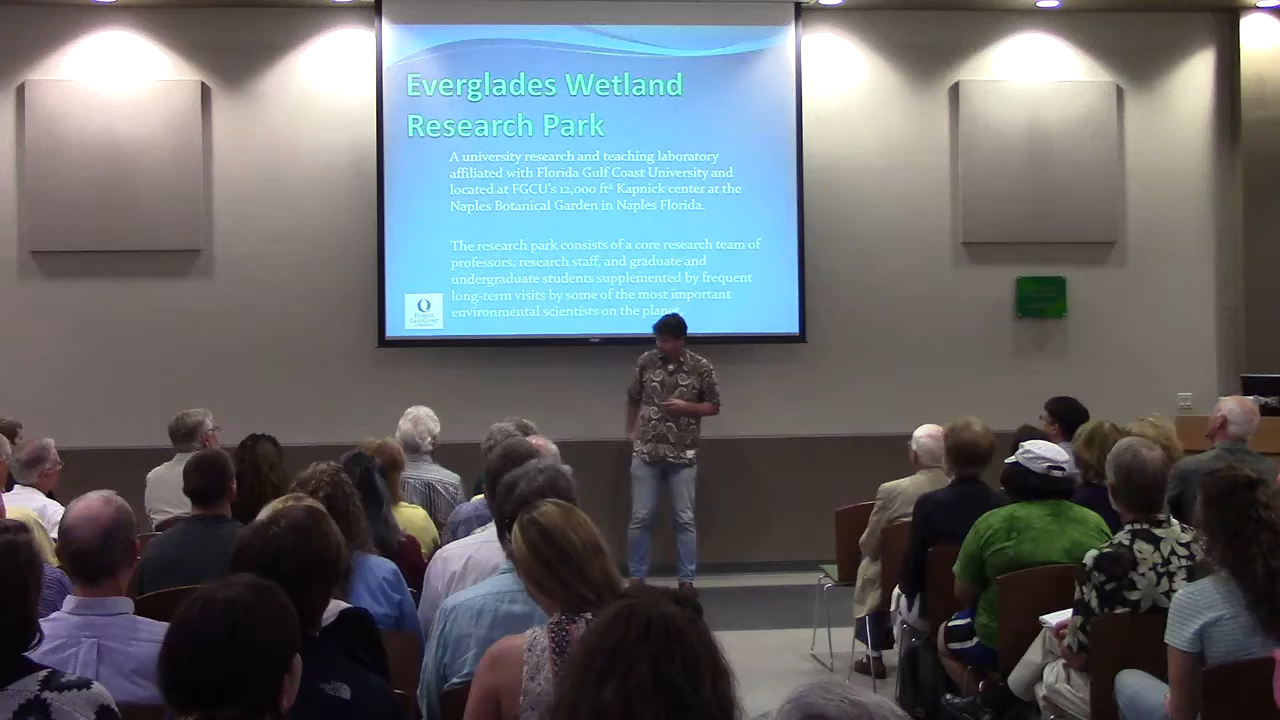 Everglades Wetland
Research Park
A university research and teaching laboratory
affiliated with Florida Gulf Coast University and
located at FGCU's 12,000 ft² Kapnick center at the
Naples Botanical Garden in Naples Florida.
The research park consists of a core research team of
professors, research staff, and graduate and
undergraduate students supplemented by frequent
long-term visits by some of the most important
environmental scientists on the planet.